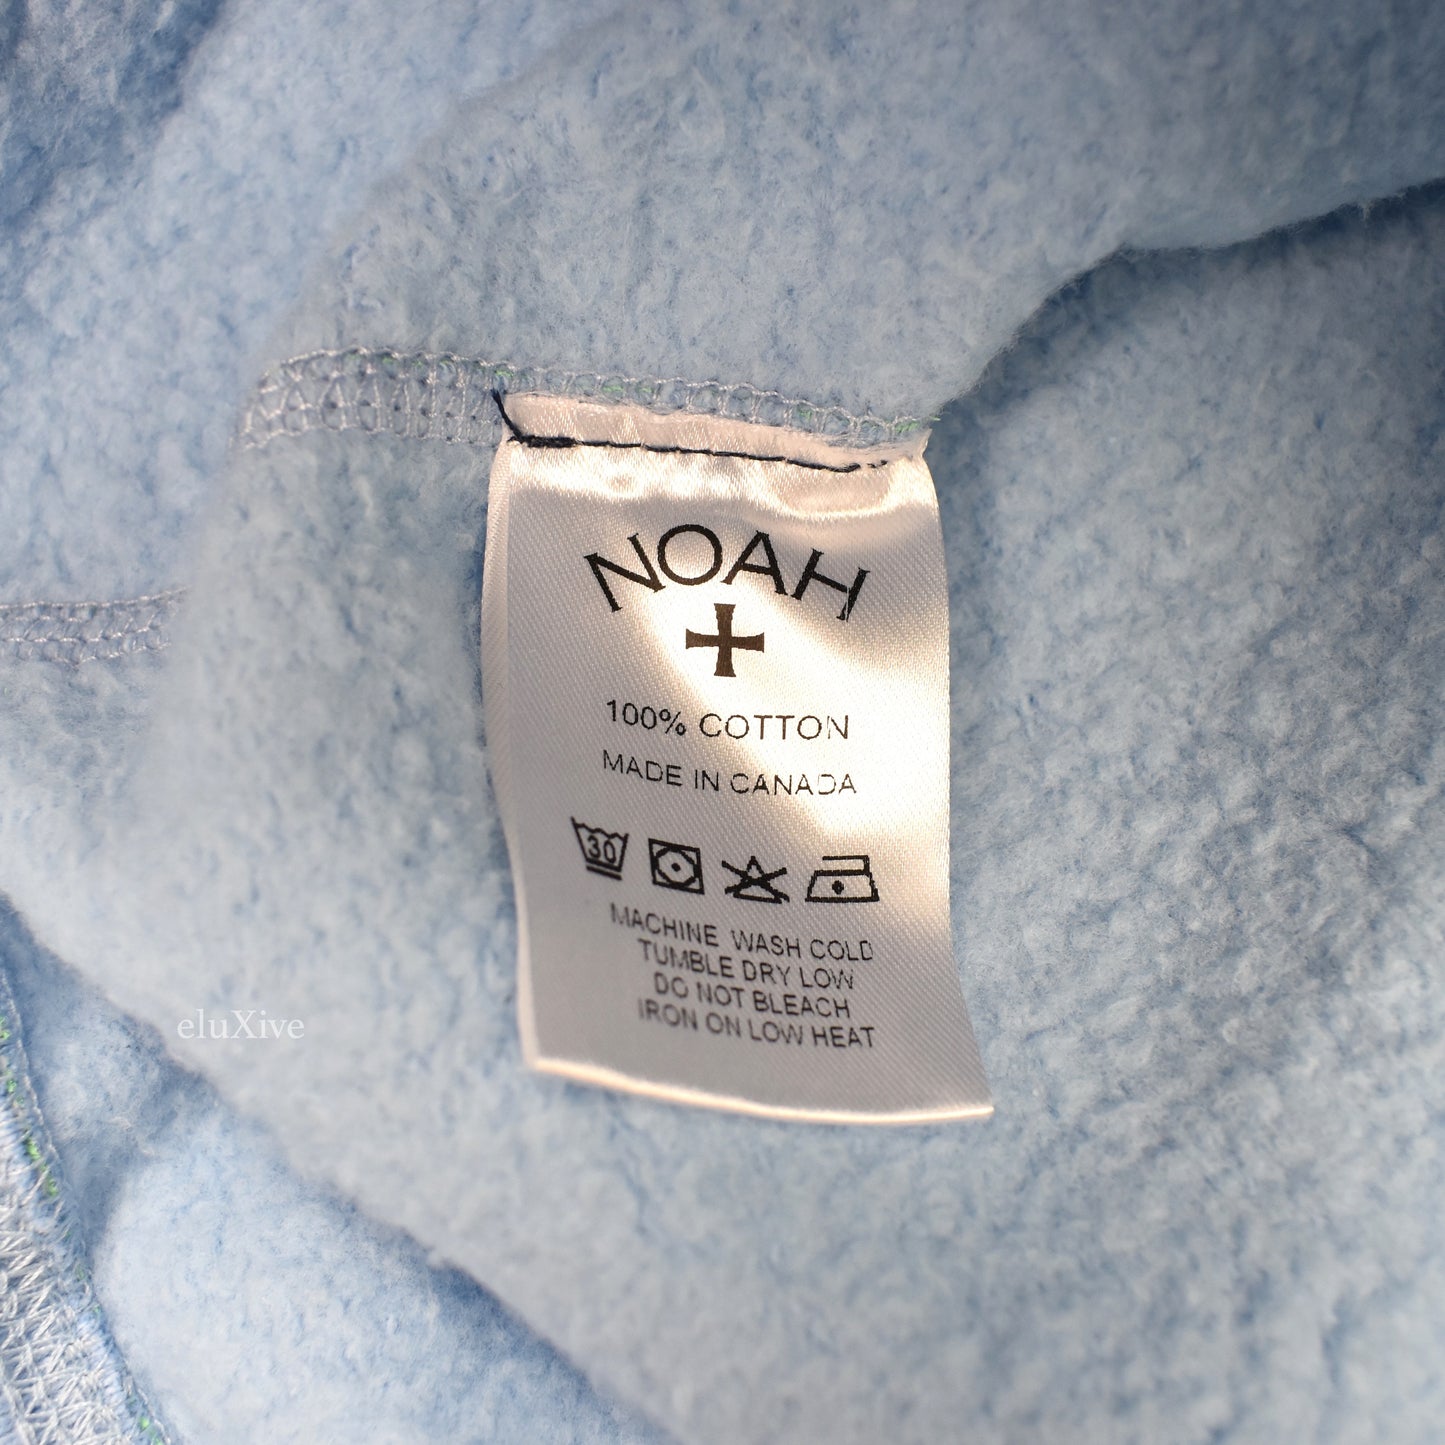 NOAH
100% COTTON
MADE IN CANADA
30
MACHINE WASH COLD
TUMBLE DRY LOW
DO NOT BLEACH
IRON ON LOW HEAT
eluXive